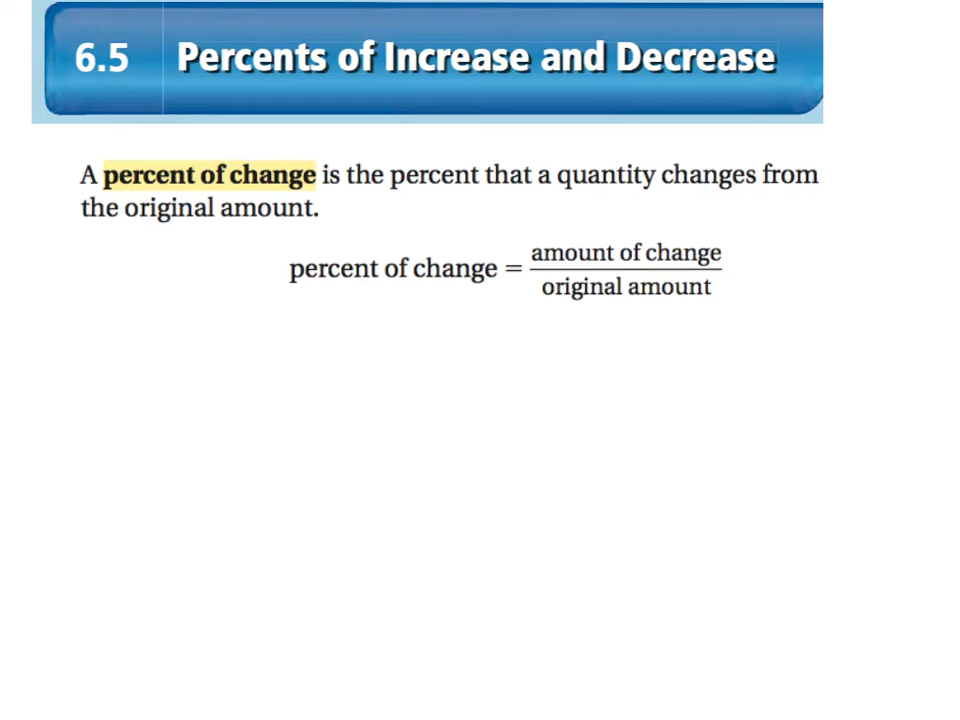 6.5 Percents of Increase and Decrease
A percent of change is the percent that a quantity changes from
the original amount.
percent of change = amount of change
original amount